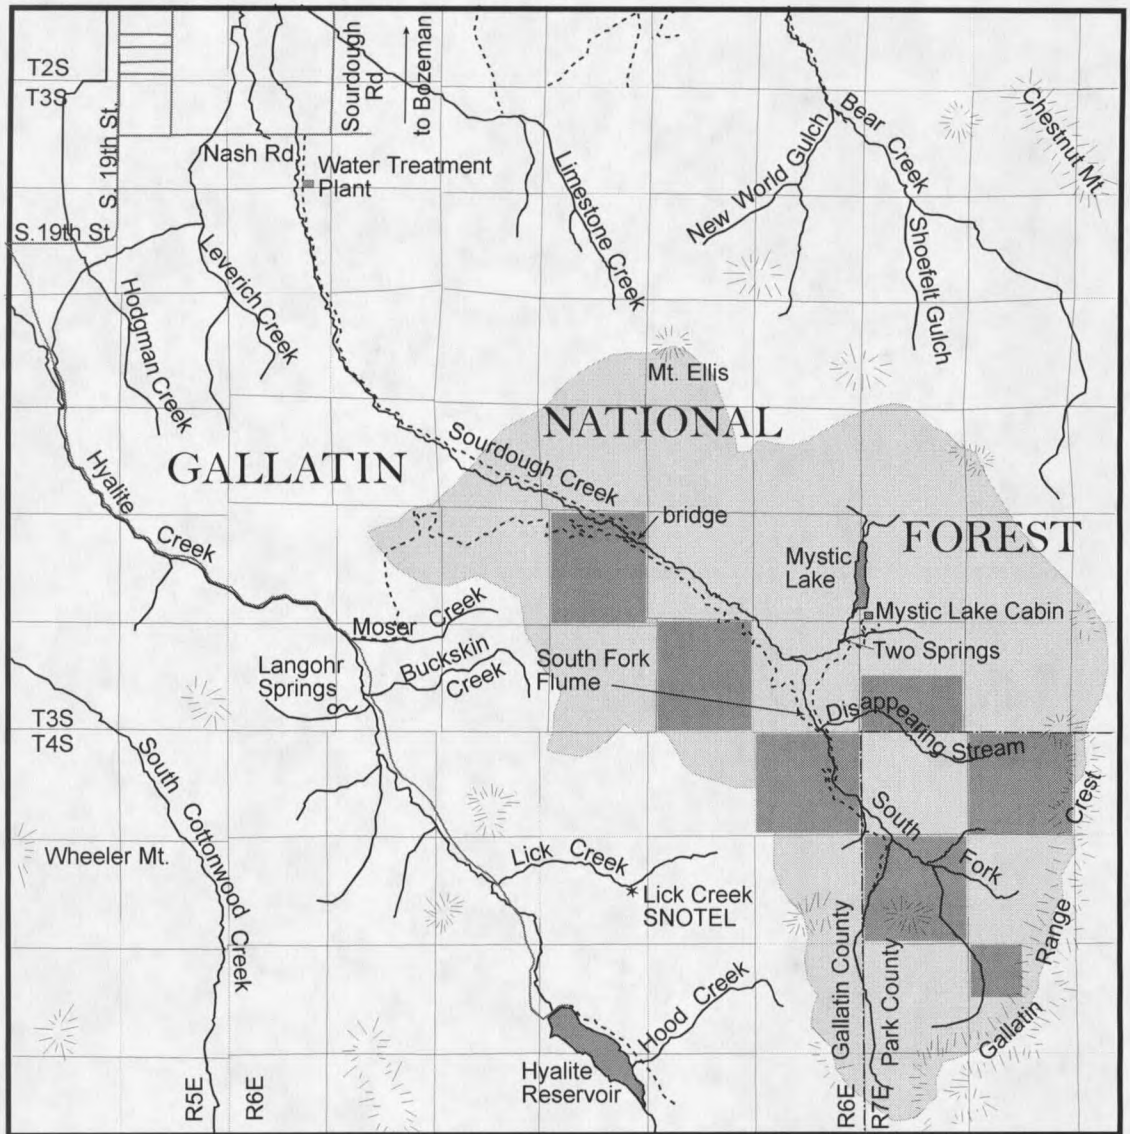 T2S
T3S
S. 19th St.
Sourdough
Rd
to Bozeman
Nash Rd
Water Treatment
Plant
S. 19th St.
Leverich Creek
Hodgman Creek
Limestone Creek
New World Gulch
Bear
Creek
Shoefelt Gulch
Chestnut Mt.
Mt. Ellis
GALLATIN
NATIONAL
FOREST
Hyalite
Creek
Sourdough Creek
bridge
Mystic
Lake
Mystic Lake Cabin
Two Springs
Moser Creek
Buckskin
Creek
Langohr
Springs
South Fork
Flume
Disappearing Stream
T3S
T4S
South Cottonwood Creek
Wheeler Mt.
Lick Creek
Lick Creek
SNOTEL
South
Fork
Crest
Range
Gallatin
Gallatin County
Park County
Hood Creek
Hyalite
Reservoir
R5E
R6E
R6E
R7E